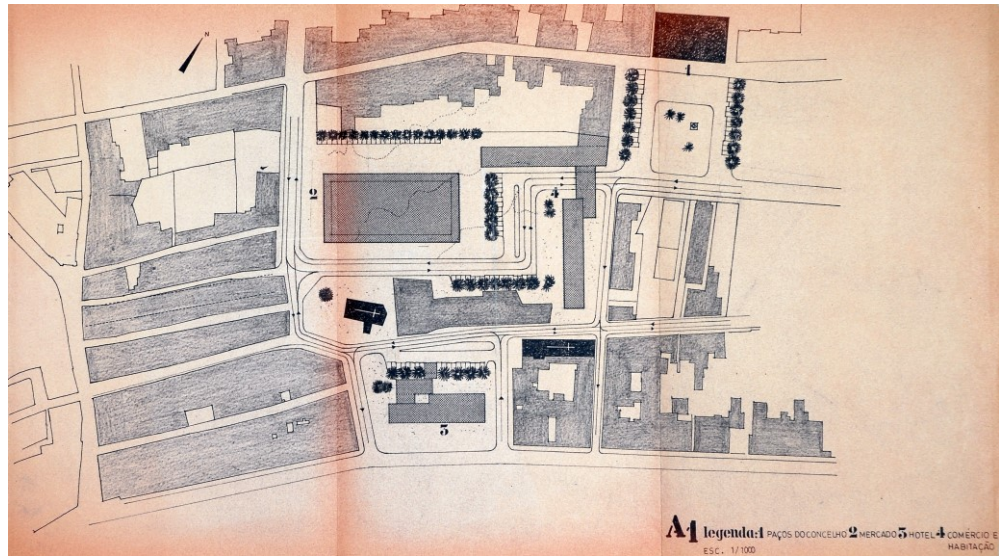 N
1
2
4
3
A1 legenda:1 PAÇOS DO CONCELHO 2 MERCADO 3 HOTEL 4 COMÉRCIO E
HABITAÇÃO
ESC. 1/1000